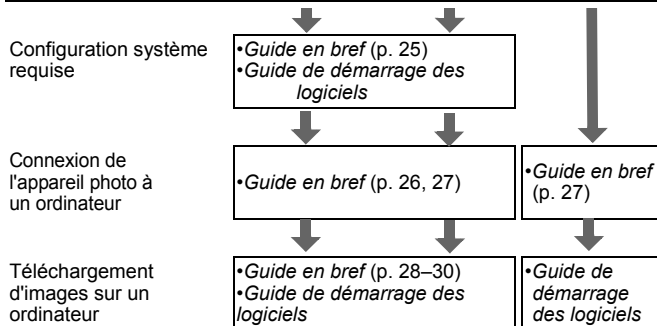 Configuration système
requise
•Guide en bref (p. 25)
•Guide de démarrage des
logiciels
Connexion de
l'appareil photo à
un ordinateur
•Guide en bref (p. 26, 27)
•Guide en bref
(p. 27)
Téléchargement
d'images sur un
ordinateur
•Guide en bref (p. 28–30)
•Guide de démarrage des
logiciels
•Guide de
démarrage
des logiciels